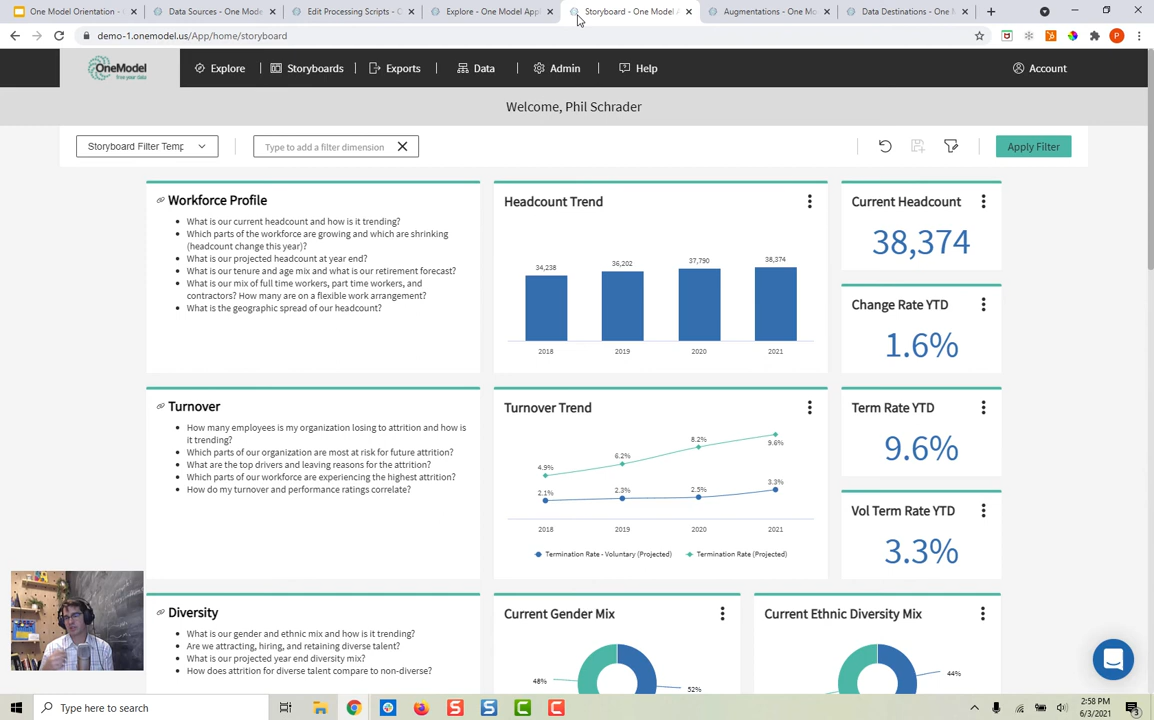 One Model Orientation -
Data Sources - One Mode
Edit Processing Scripts - C
Explore - One Model Appl
Storyboard - One Model A
Augmentations - One Mo
Data Destinations - One M
demo-1.onemodel.us/App/home/storyboard
P
OneModel
free your data
Explore
Storyboards
Exports
Data
Admin
Help
Account
Welcome, Phil Schrader
Storyboard Filter Temp
Type to add a filter dimension
Apply Filter
Workforce Profile
What is our current headcount and how is it trending?
Which parts of the workforce are growing and which are shrinking
(headcount change this year)?
What is our projected headcount at year end?
What is our tenure and age mix and what is our retirement forecast?
What is our mix of full time workers, part time workers, and
contractors? How many are on a flexible work arrangement?
What is the geographic spread of our headcount?
Headcount Trend
34,238
36,202
37,790
38,374
2018
2019
2020
2021
Current Headcount
38,374
Change Rate YTD
1.6%
Turnover
How many employees is my organization losing to attrition and how is
it trending?
Which parts of our organization are most at risk for future attrition?
What are the top drivers and leaving reasons for the attrition?
Which parts of our workforce are experiencing the highest attrition?
How do my turnover and performance ratings correlate?
Turnover Trend
4.9%
6.2%
8.2%
9.6%
2.1%
2.3%
2.5%
3.3%
2018
2019
2020
2021
Termination Rate - Voluntary (Projected)
Termination Rate (Projected)
Term Rate YTD
9.6%
Vol Term Rate YTD
3.3%
Diversity
What is our gender and ethnic mix and how is it trending?
Are we attracting, hiring, and retaining diverse talent?
What is our projected year end diversity mix?
How does attrition for diverse talent compare to non-diverse?
Current Gender Mix
48%
52%
Current Ethnic Diversity Mix
44%
Type here to search
S
S
C
C
2:58 PM
6/3/2021
3